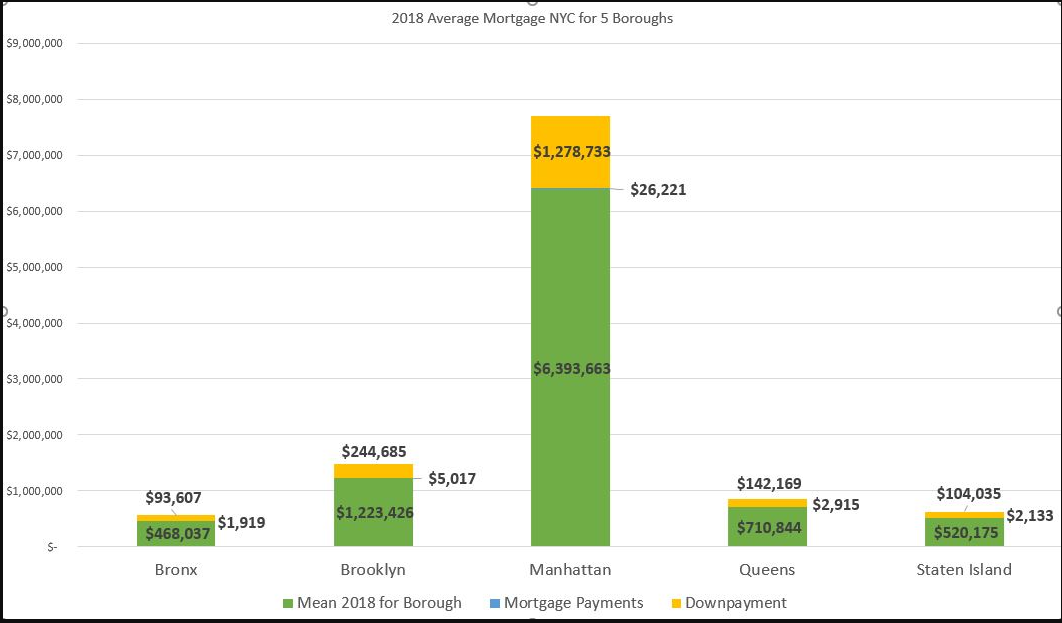 2018 Average Mortgage NYC for 5 Boroughs
$9,000,000
$8,000,000
$7,000,000
$6,000,000
$5,000,000
$4,000,000
$3,000,000
$2,000,000
$1,000,000
$-
$93,607
$1,919
$468,037
$244,685
$5,017
$1,223,426
$1,278,733
$26,221
$6,393,663
$142,169
$2,915
$710,844
$104,035
$2,133
$520,175
Bronx
Brooklyn
Manhattan
Queens
Staten Island
Mean 2018 for Borough
Mortgage Payments
Downpayment